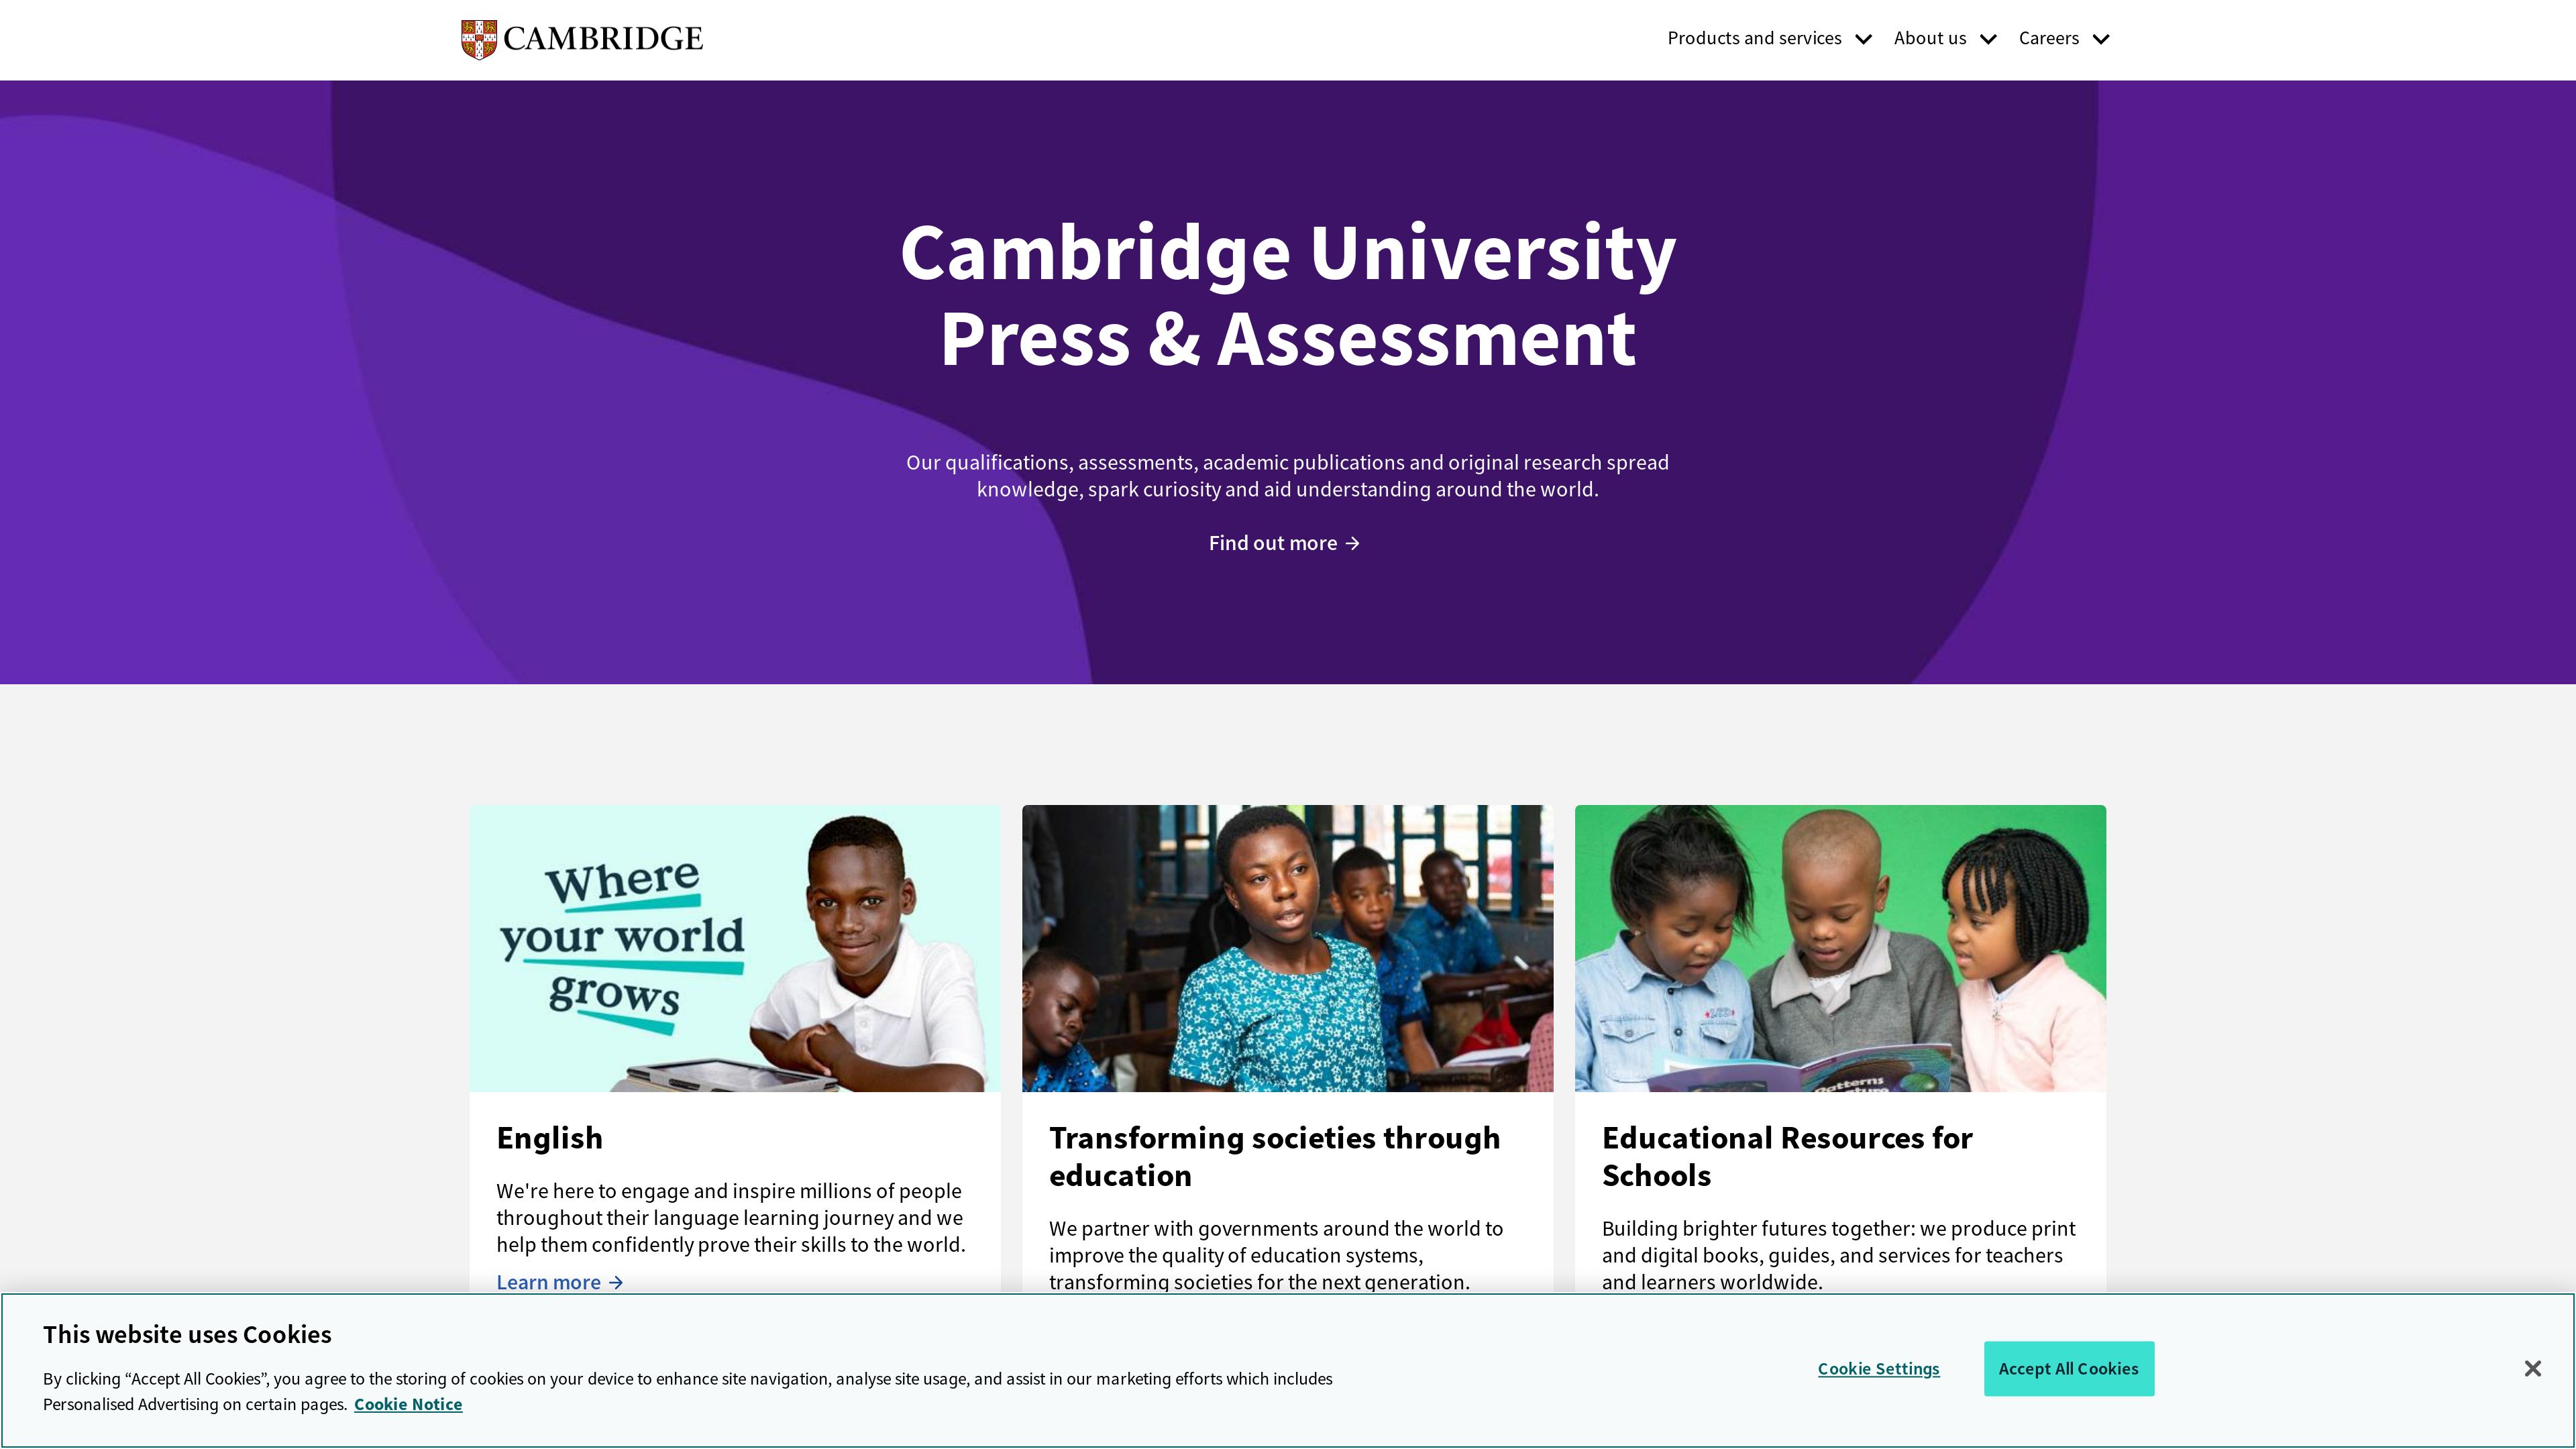 CAMBRIDGE
Products and services
About us
Careers
Cambridge University
Press & Assessment
Our qualifications, assessments, academic publications and original research spread
knowledge, spark curiosity and aid understanding around the world.
Find out more
Where
your world
grows
English
We're here to engage and inspire millions of people
throughout their language learning journey and we
help them confidently prove their skills to the world.
Learn more
Transforming societies through
education
We partner with governments around the world to
improve the quality of education systems,
transforming societies for the next generation.
Patterns
Educational Resources for
Schools
Building brighter futures together: we produce print
and digital books, guides, and services for teachers
and learners worldwide.
This website uses Cookies
By clicking “Accept All Cookies”, you agree to the storing of cookies on your device to enhance site navigation, analyse site usage, and assist in our marketing efforts which includes
Personalised Advertising on certain pages. Cookie Notice
Cookie Settings
Accept All Cookies